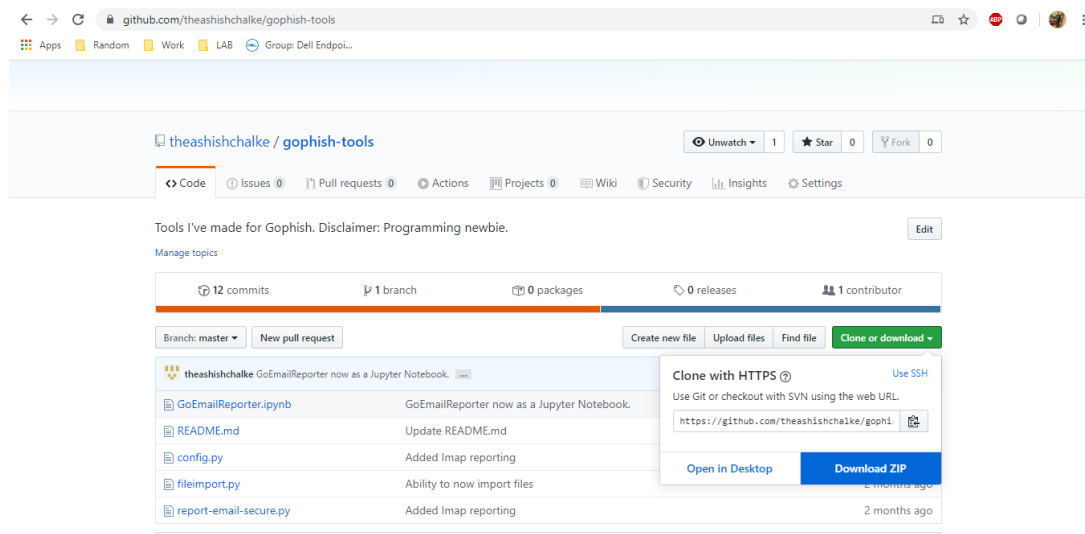 github.com/theashishchalke/gophish-tools
ABP
Apps Random Work LAB Group: Dell Endpoi...
theashishchalke / gophish-tools
Unwatch 1 Star 0 Fork 0
Code Issues 0 Pull requests 0 Actions Projects 0 Wiki Security Insights Settings
Tools I've made for Gophish. Disclaimer: Programming newbie.
Edit
Manage topics
12 commits 1 branch 0 packages 0 releases 1 contributor
Branch: master New pull request Create new file Upload files Find file Clone or download
theashishchalke GoEmailReporter now as a Jupyter Notebook. ...
Clone with HTTPS Use SSH
Use Git or checkout with SVN using the web URL.
https://github.com/theashishchalke/gophi
Open in Desktop Download ZIP
GoEmailReporter.ipynb GoEmailReporter now as a Jupyter Notebook.
README.md Update README.md
config.py Added Imap reporting
fileimport.py Ability to now import files 2 months ago
report-email-secure.py Added Imap reporting 2 months ago